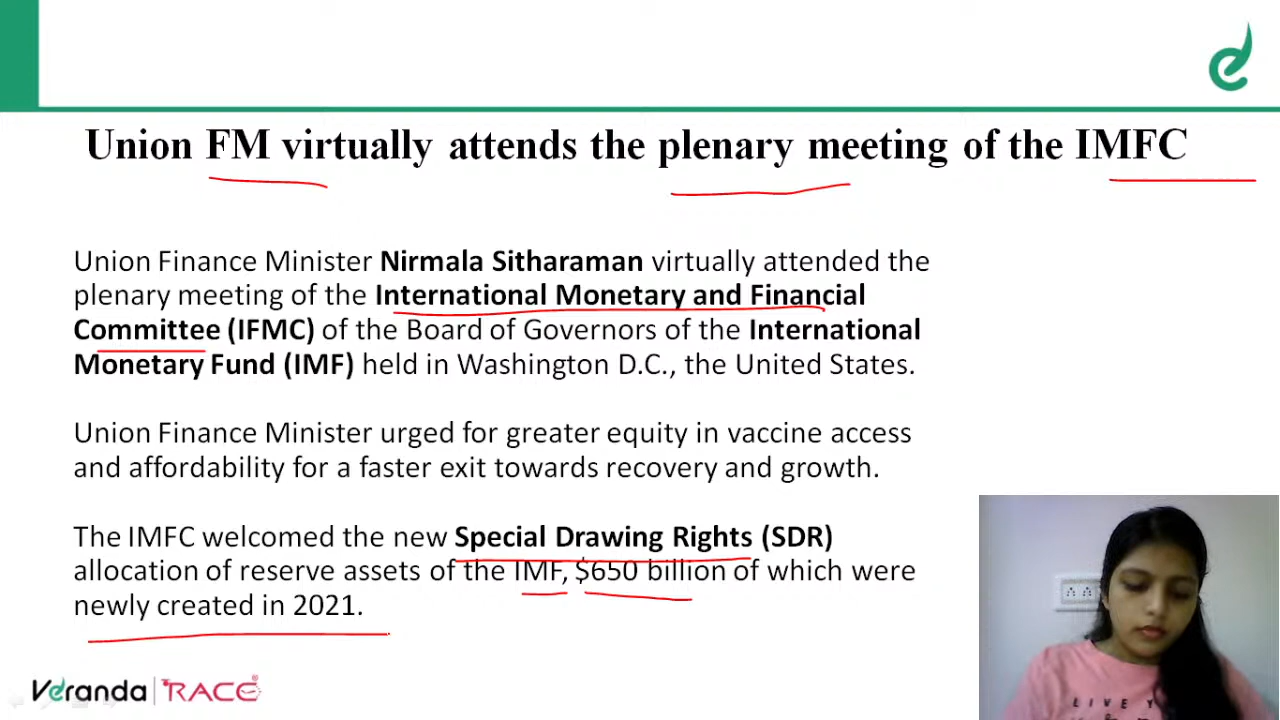 Union FM virtually attends the plenary meeting of the IMFC
Union Finance Minister Nirmala Sitharaman virtually attended the
plenary meeting of the International Monetary and Financial
Committee (IFMC) of the Board of Governors of the International
Monetary Fund (IMF) held in Washington D.C., the United States.
Union Finance Minister urged for greater equity in vaccine access
and affordability for a faster exit towards recovery and growth.
The IMFC welcomed the new Special Drawing Rights (SDR)
allocation of reserve assets of the IMF, $650 billion of which were
newly created in 2021.
Veranda RACE
LIVE